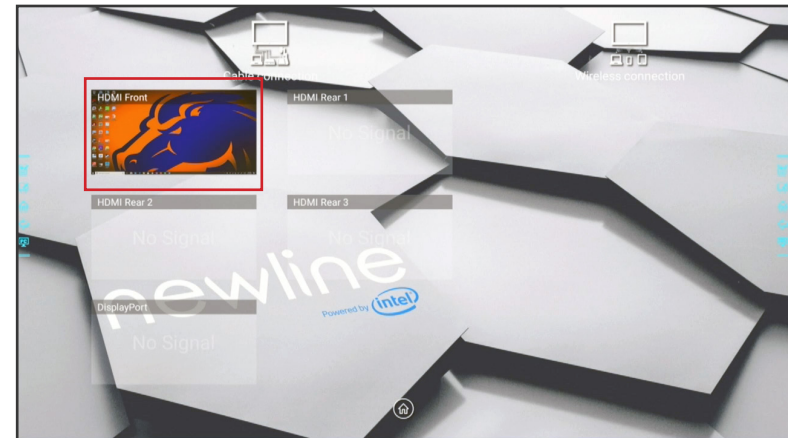 Cable connection
Wireless connection
HDMI Front
HDMI Rear 1
No Signal
HDMI Rear 2
HDMI Rear 3
No Signal
No Signal
newline
Powered by intel
DisplayPort
No Signal